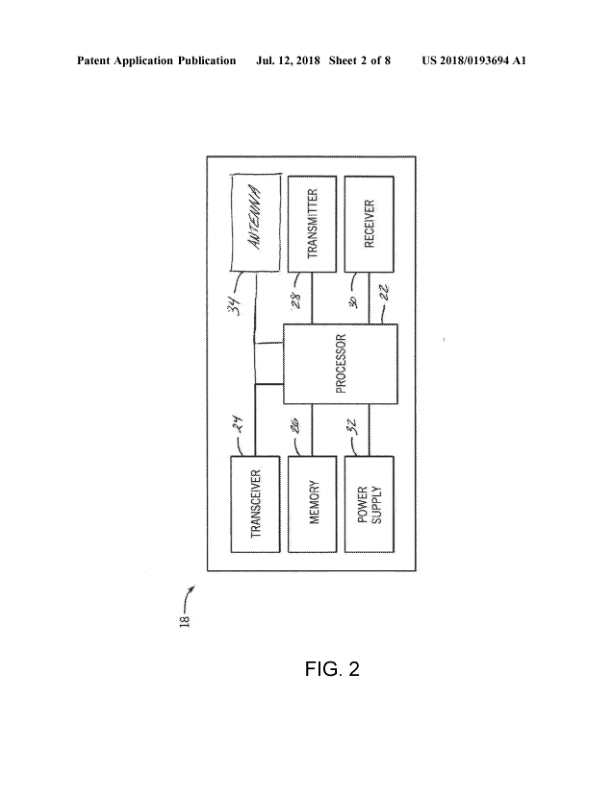 Patent Application Publication Jul. 12, 2018 Sheet 2 of 8 US 2018/0193694 A1
ANTENNA
TRANSMITTER
RECEIVER
34
28
30
22
PROCESSOR
24
26
32
TRANSCEIVER
MEMORY
POWER
SUPPLY
18
FIG. 2